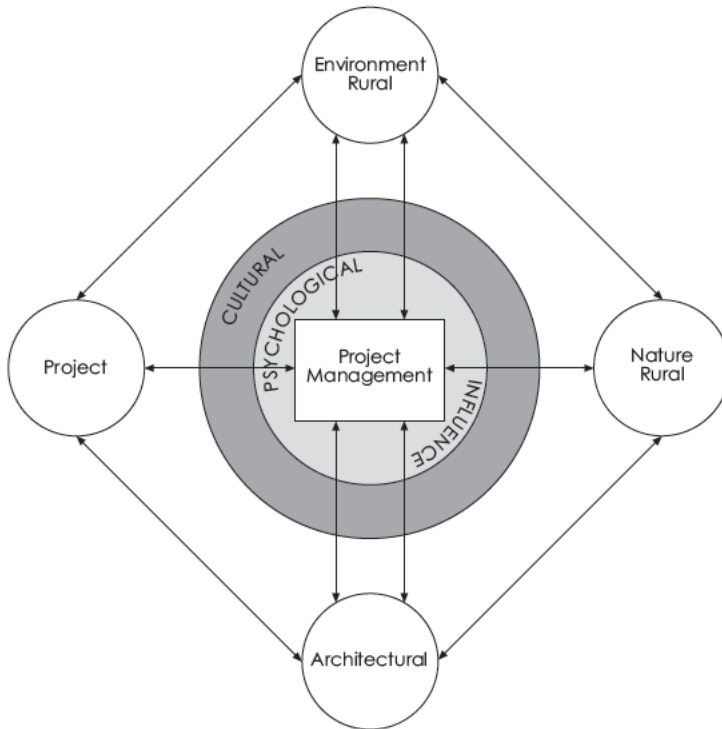 Environment
Rural
CULTURAL
PSYCHOLOGICAL
Project
Project
Management
Nature
Rural
INFLUENCE
Architectural